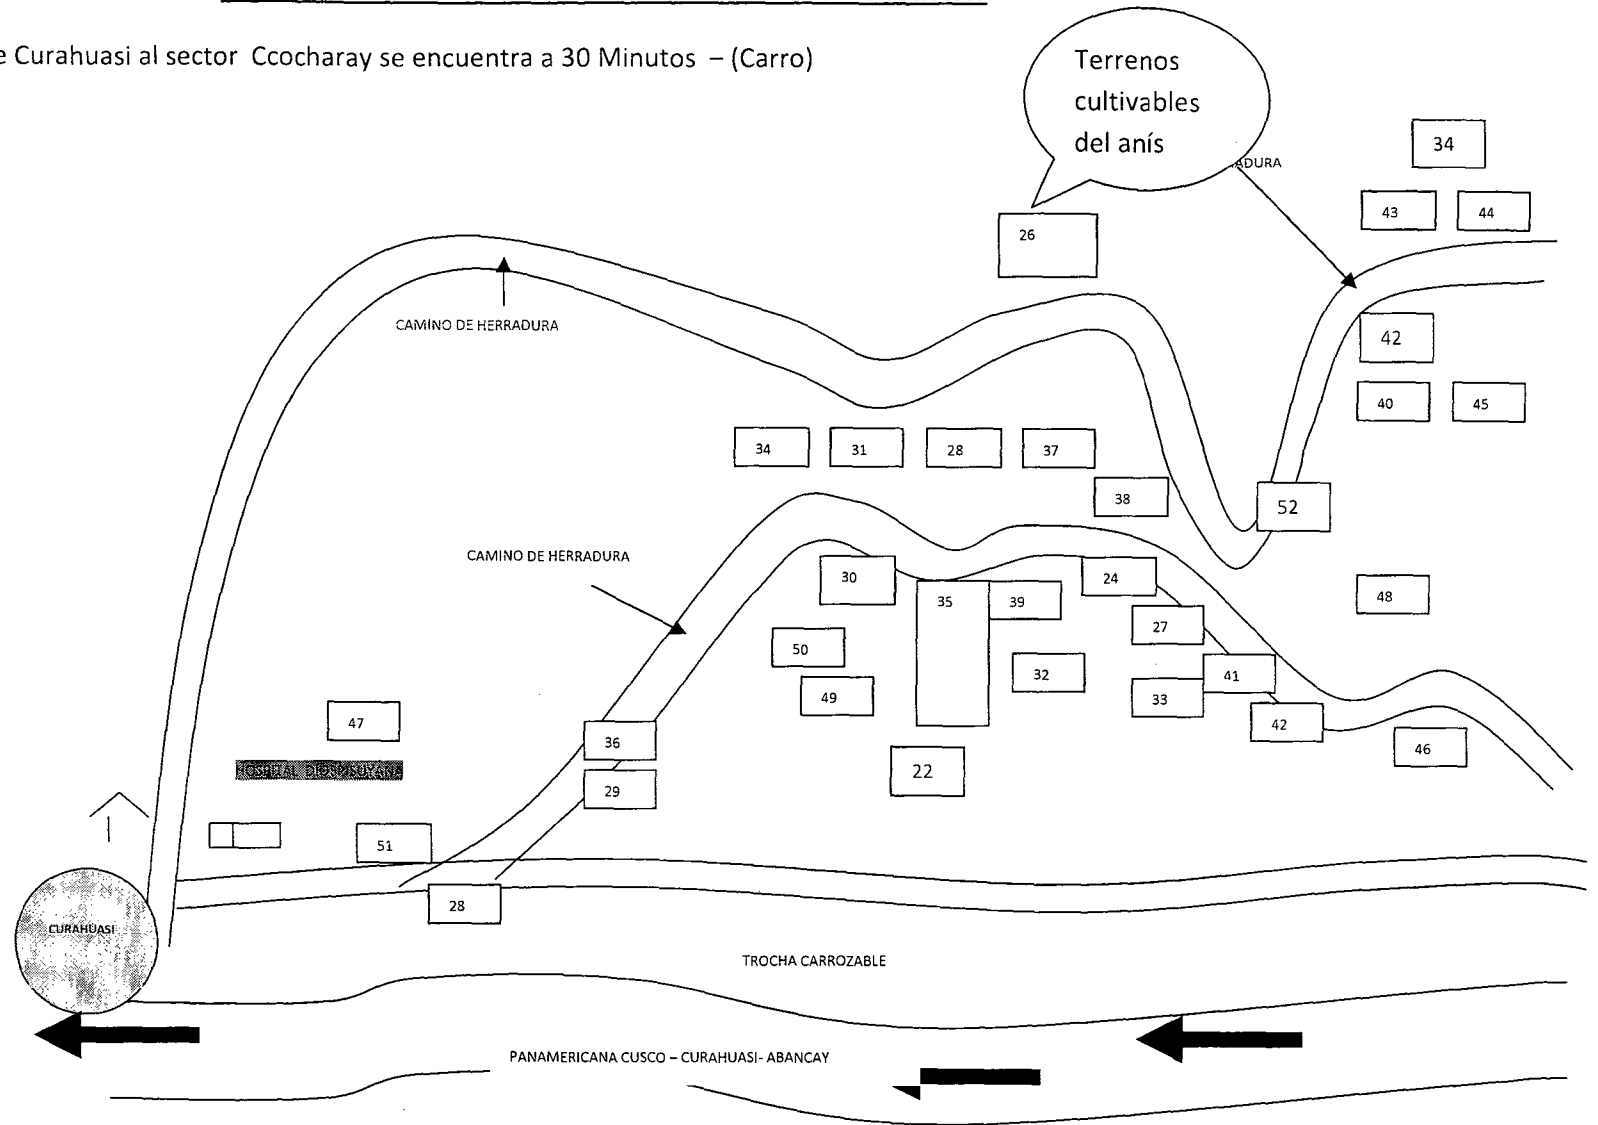 e Curahuasi al sector Ccocharay se encuentra a 30 Minutos – (Carro)
Terrenos
cultivables
del anís
ADURA
34
43
44
26
CAMINO DE HERRADURA
42
40
45
34
31
28
37
38
52
CAMINO DE HERRADURA
30
35
39
24
48
27
50
32
41
49
33
47
36
42
46
HOSPITAL DIOSPISUYANA
22
29
51
28
CURAHUASI
TROCHA CARROZABLE
PANAMERICANA CUSCO – CURAHUASI- ABANCAY